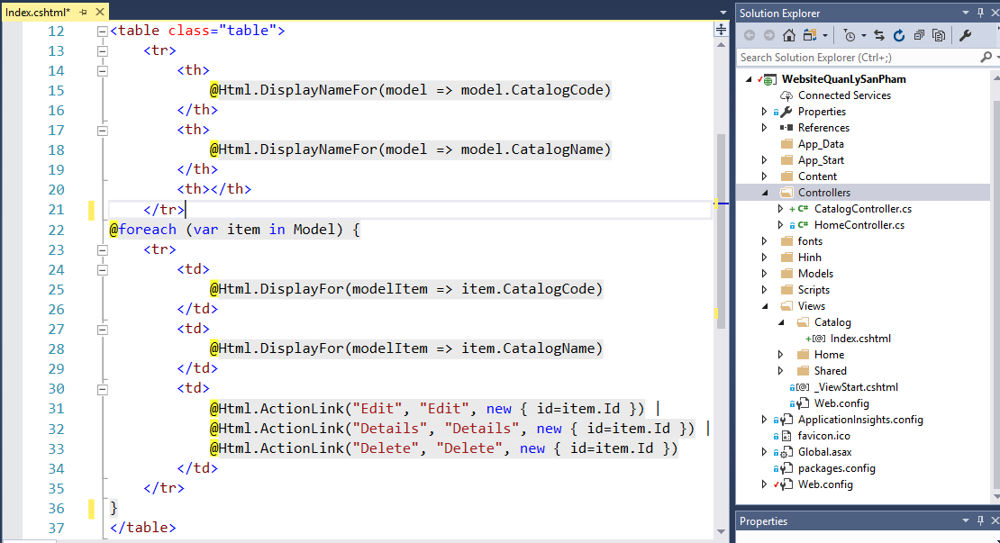 Index.cshtml*
12 <table class="table">
13 <tr>
14 <th>
15 @Html.DisplayNameFor(model => model.CatalogCode)
16 </th>
17 <th>
18 @Html.DisplayNameFor(model => model.CatalogName)
19 </th>
20 <th></th>
21 </tr>
22 @foreach (var item in Model) {
23 <tr>
24 <td>
25 @Html.DisplayFor(modelItem => item.CatalogCode)
26 </td>
27 <td>
28 @Html.DisplayFor(modelItem => item.CatalogName)
29 </td>
30 <td>
31 @Html.ActionLink("Edit", "Edit", new { id=item.Id }) |
32 @Html.ActionLink("Details", "Details", new { id=item.Id }) |
33 @Html.ActionLink("Delete", "Delete", new { id=item.Id })
34 </td>
35 </tr>
36 }
37 </table>
Solution Explorer
Search Solution Explorer (Ctrl+;)
WebsiteQuanLySanPham
Connected Services
Properties
References
App_Data
App_Start
Content
Controllers
CatalogController.cs
HomeController.cs
fonts
Hinh
Models
Scripts
Views
Catalog
Index.cshtml
Home
Shared
_ViewStart.cshtml
Web.config
ApplicationInsights.config
favicon.ico
Global.asax
packages.config
Web.config
Properties